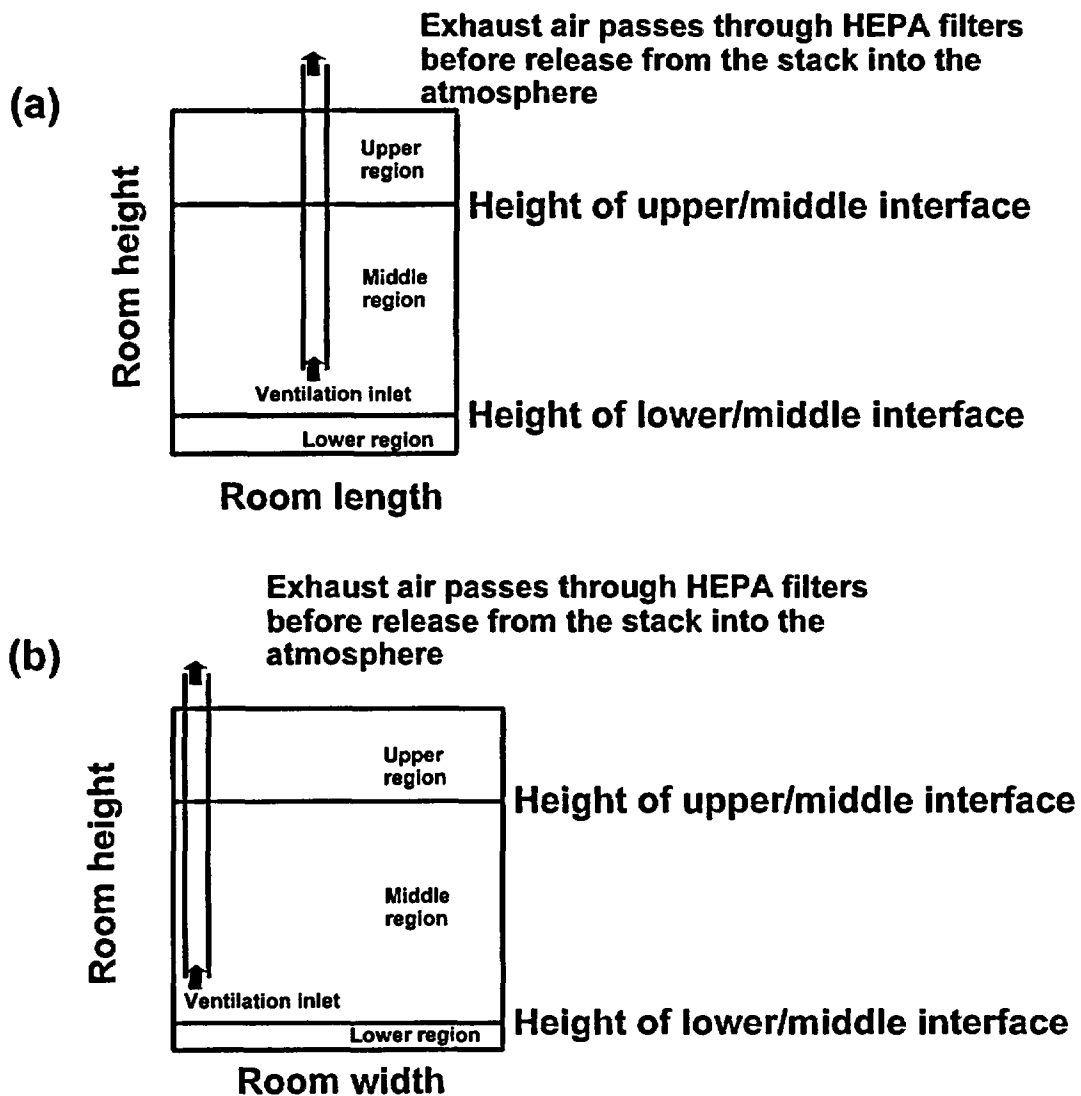 Exhaust air passes through HEPA filters
before release from the stack into the
atmosphere
(a)
Room height
Upper
region
Height of upper/middle interface
Middle
region
Ventilation inlet
Height of lower/middle interface
Lower region
Room length
Exhaust air passes through HEPA filters
before release from the stack into the
atmosphere
(b)
Room height
Upper
region
Height of upper/middle interface
Middle
region
Ventilation inlet
Height of lower/middle interface
Lower region
Room width